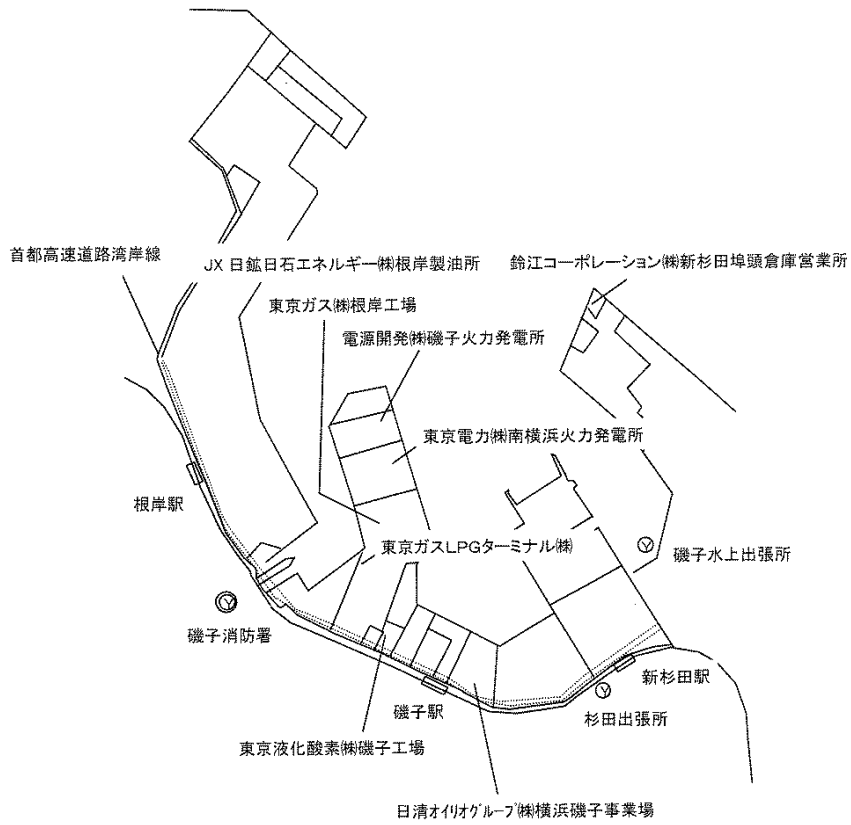 首都高速道路湾岸線
JX 日鉱日石エネルギー㈱根岸製油所
鈴江コーポレーション㈱新杉田埠頭倉庫営業所
東京ガス㈱根岸工場
電源開発㈱磯子火力発電所
東京電力㈱南横浜火力発電所
根岸駅
東京ガスLPGターミナル㈱
磯子水上出張所
磯子消防署
新杉田駅
磯子駅
杉田出張所
東京液化酸素㈱磯子工場
日清オイリオグループ㈱横浜磯子事業場